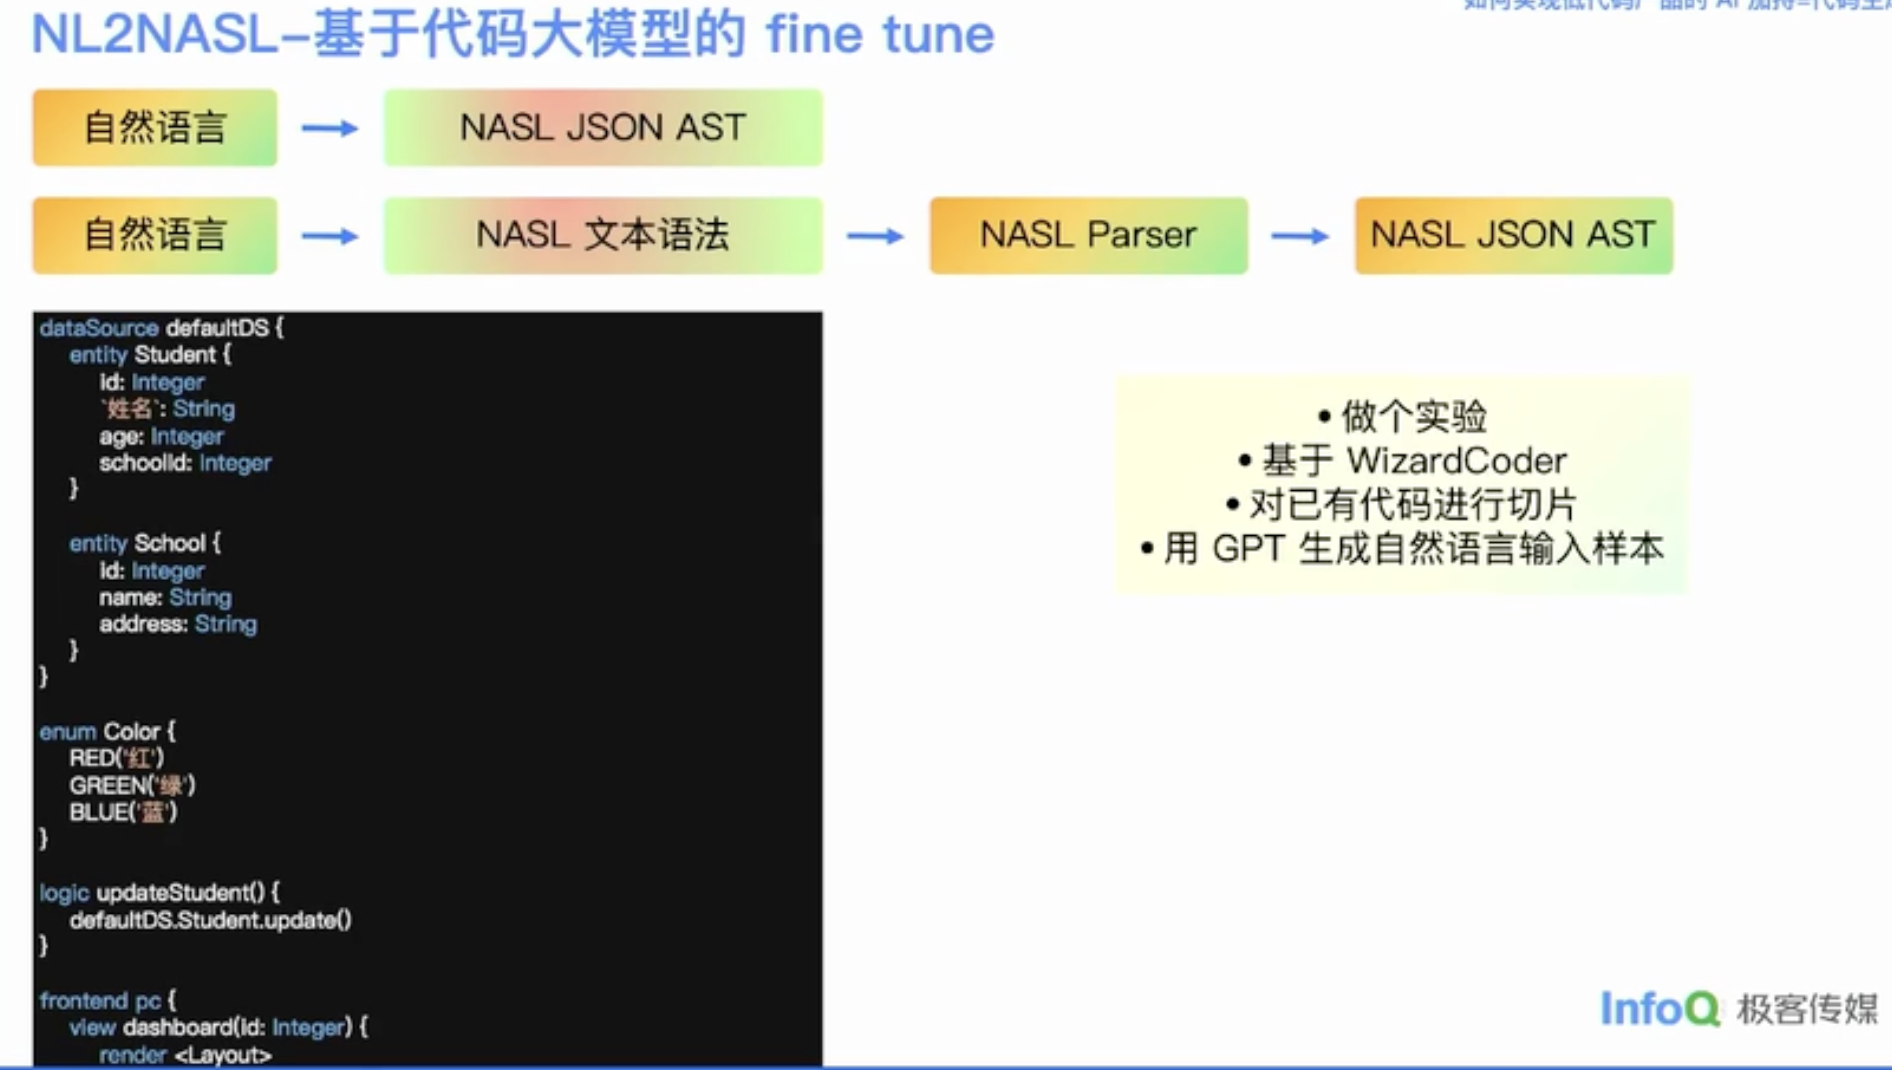 NL2NASL-基于代码大模型的 fine tune
自然语言
NASL JSON AST
自然语言
NASL 文本语法
NASL Parser
NASL JSON AST
dataSource defaultDS {
entity Student {
id: Integer
`姓名`: String
age: Integer
schoolId: Integer
}
entity School {
id: Integer
name: String
address: String
}
}
enum Color {
RED('红')
GREEN('绿')
BLUE('蓝')
}
logic updateStudent() {
defaultDS.Student.update()
}
frontend pc {
view dashboard(id: Integer) {
render <Layout>
• 做个实验
• 基于 WizardCoder
• 对已有代码进行切片
• 用 GPT 生成自然语言输入样本
InfoQ 极客传媒